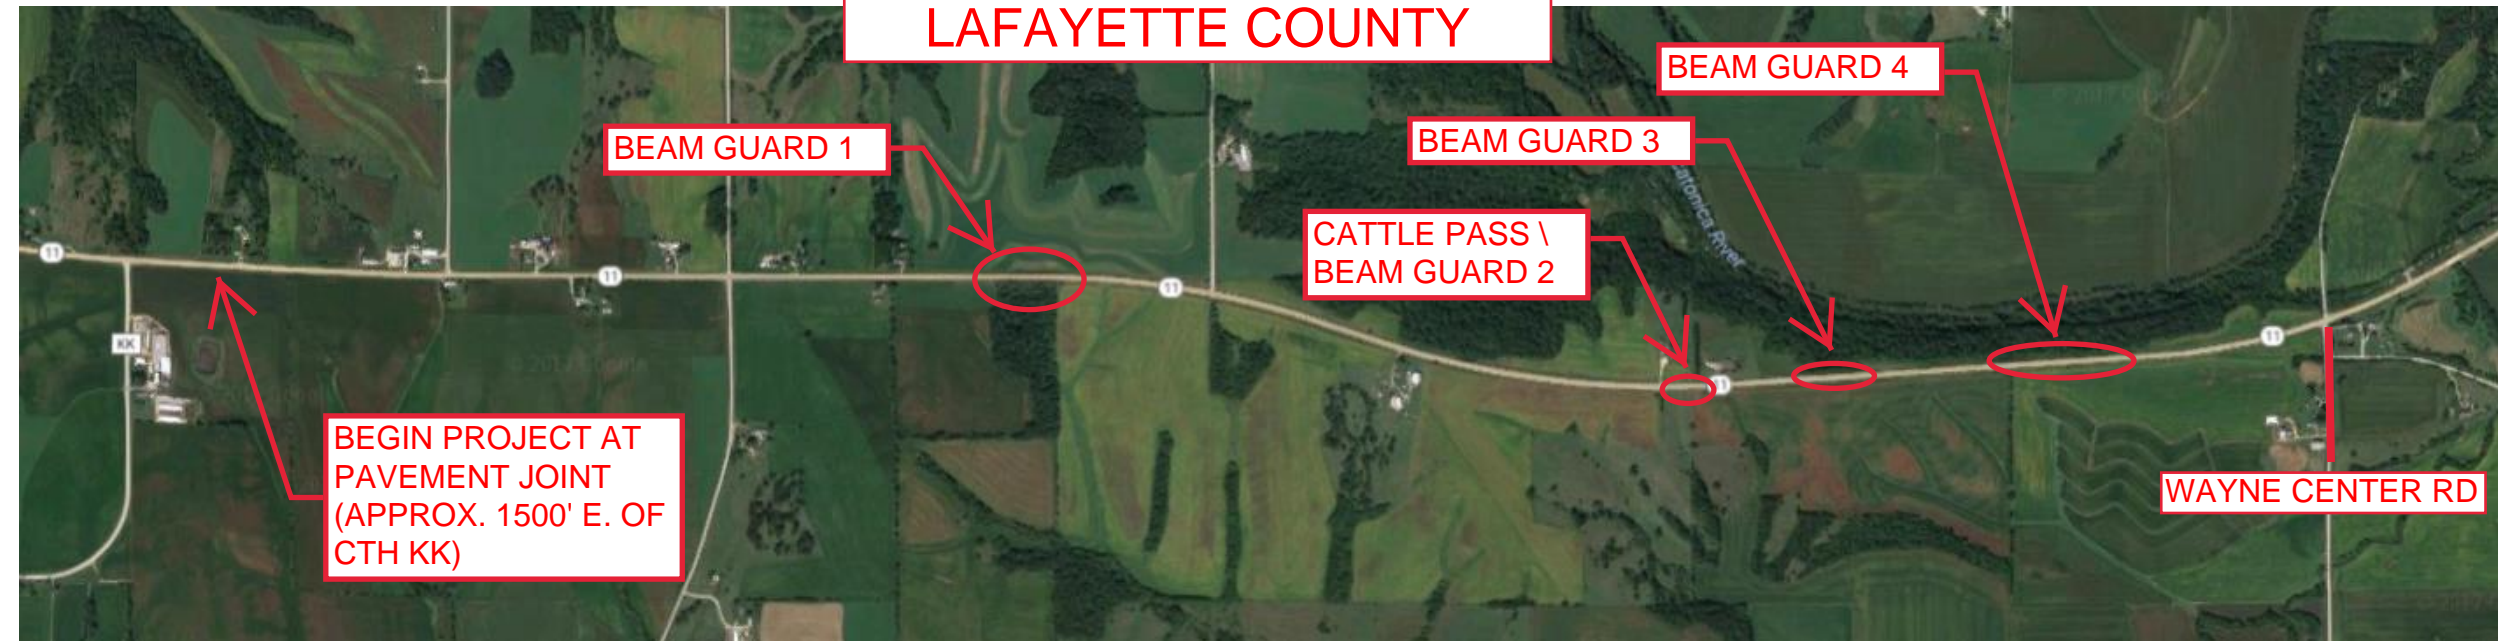 LAFAYETTE COUNTY
BEAM GUARD 4
BEAM GUARD 1
BEAM GUARD 3
CATTLE PASS \
BEAM GUARD 2
11
11
11
11
11
KK
BEGIN PROJECT AT
PAVEMENT JOINT
(APPROX. 1500' E. OF
CTH KK)
WAYNE CENTER RD
River